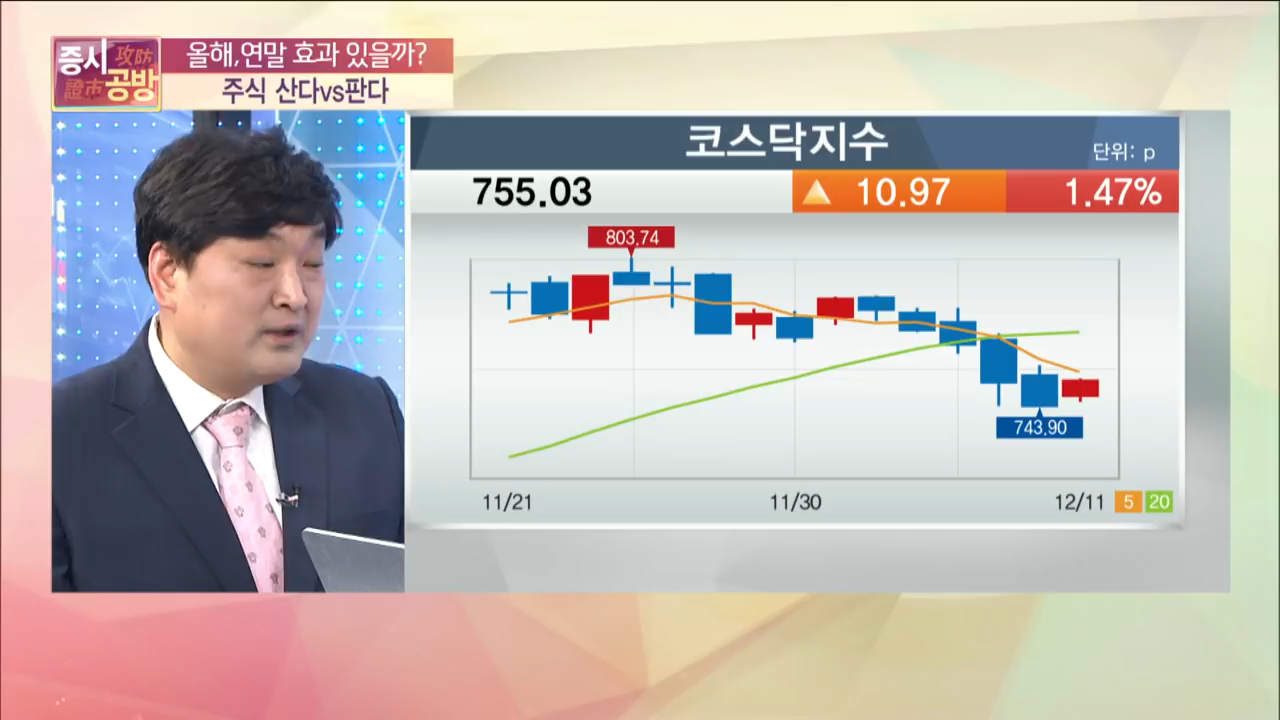 증시 攻防
證市 공방
올해,연말 효과 있을까?
주식 산다vs판다
코스닥지수
단위: p
755.03 ▲ 10.97 1.47%
803.74
743.90
11/21 11/30 12/11 5 20